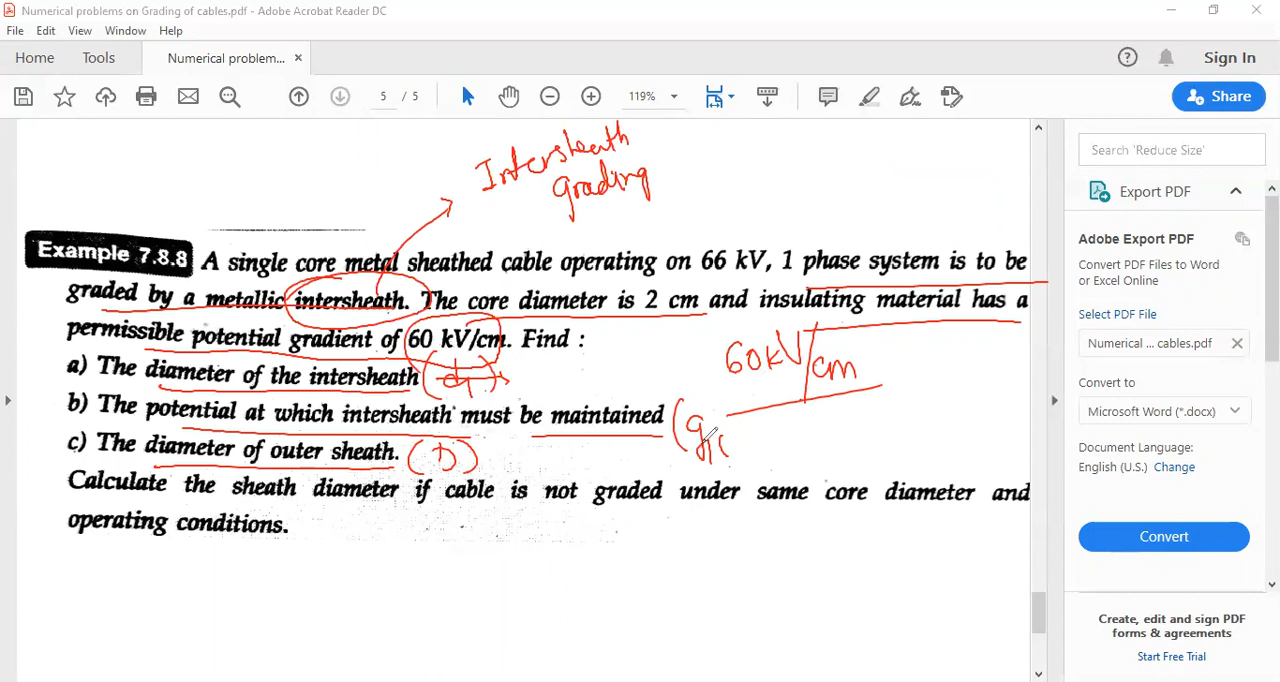 Numerical problems on Grading of cables.pdf - Adobe Acrobat Reader DC
File Edit View Window Help
Home Tools Numerical problem... ×
Sign In
5 / 5
119%
Share
Intersheath
grading
Example 7.8.8 A single core metal sheathed cable operating on 66 kV, 1 phase system is to be
graded by a metallic intersheath. The core diameter is 2 cm and insulating material has a
permissible potential gradient of 60 kV/cm. Find :
60kV/cm
a) The diameter of the intersheath (d1)
b) The potential at which intersheath must be maintained
c) The diameter of outer sheath. (D)
Calculate the sheath diameter if cable is not graded under same core diameter and
operating conditions.
Search 'Reduce Size'
Export PDF
Adobe Export PDF
Convert PDF Files to Word
or Excel Online
Select PDF File
Numerical ... cables.pdf
Convert to
Microsoft Word (*.docx)
Document Language:
English (U.S.) Change
Convert
Create, edit and sign PDF
forms & agreements
Start Free Trial